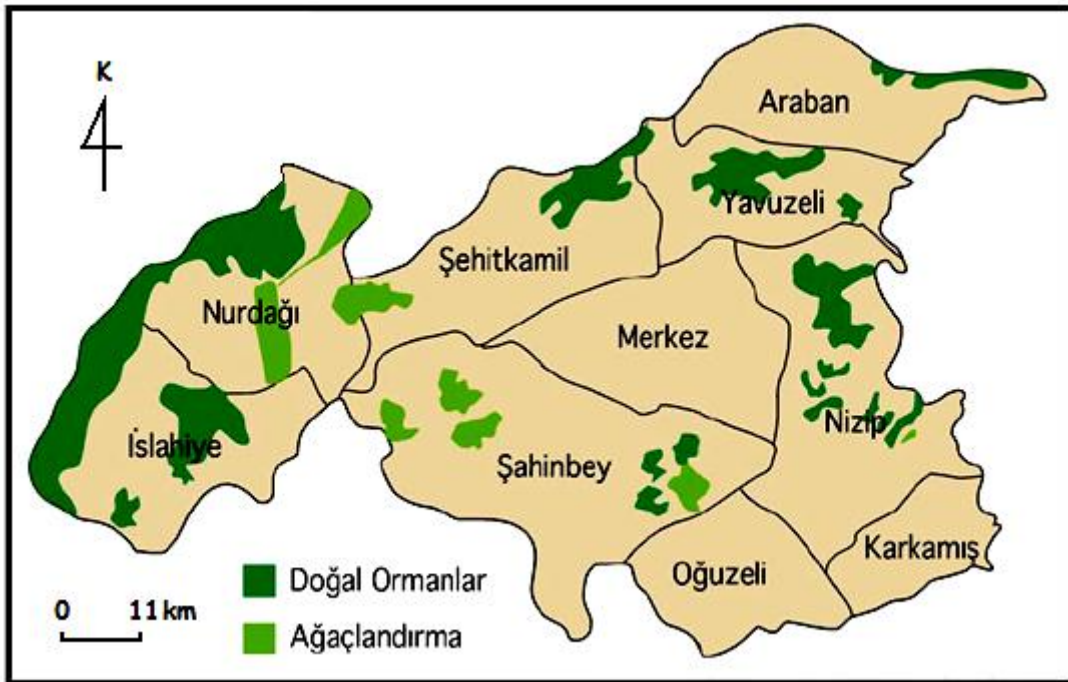 K
Araban
Yavuzeli
Şehitkamil
Nurdağı
Merkez
İslahiye
Nizip
Şahinbey
Karkamış
Oğuzeli
Doğal Ormanlar
0 11 km
Ağaçlandırma